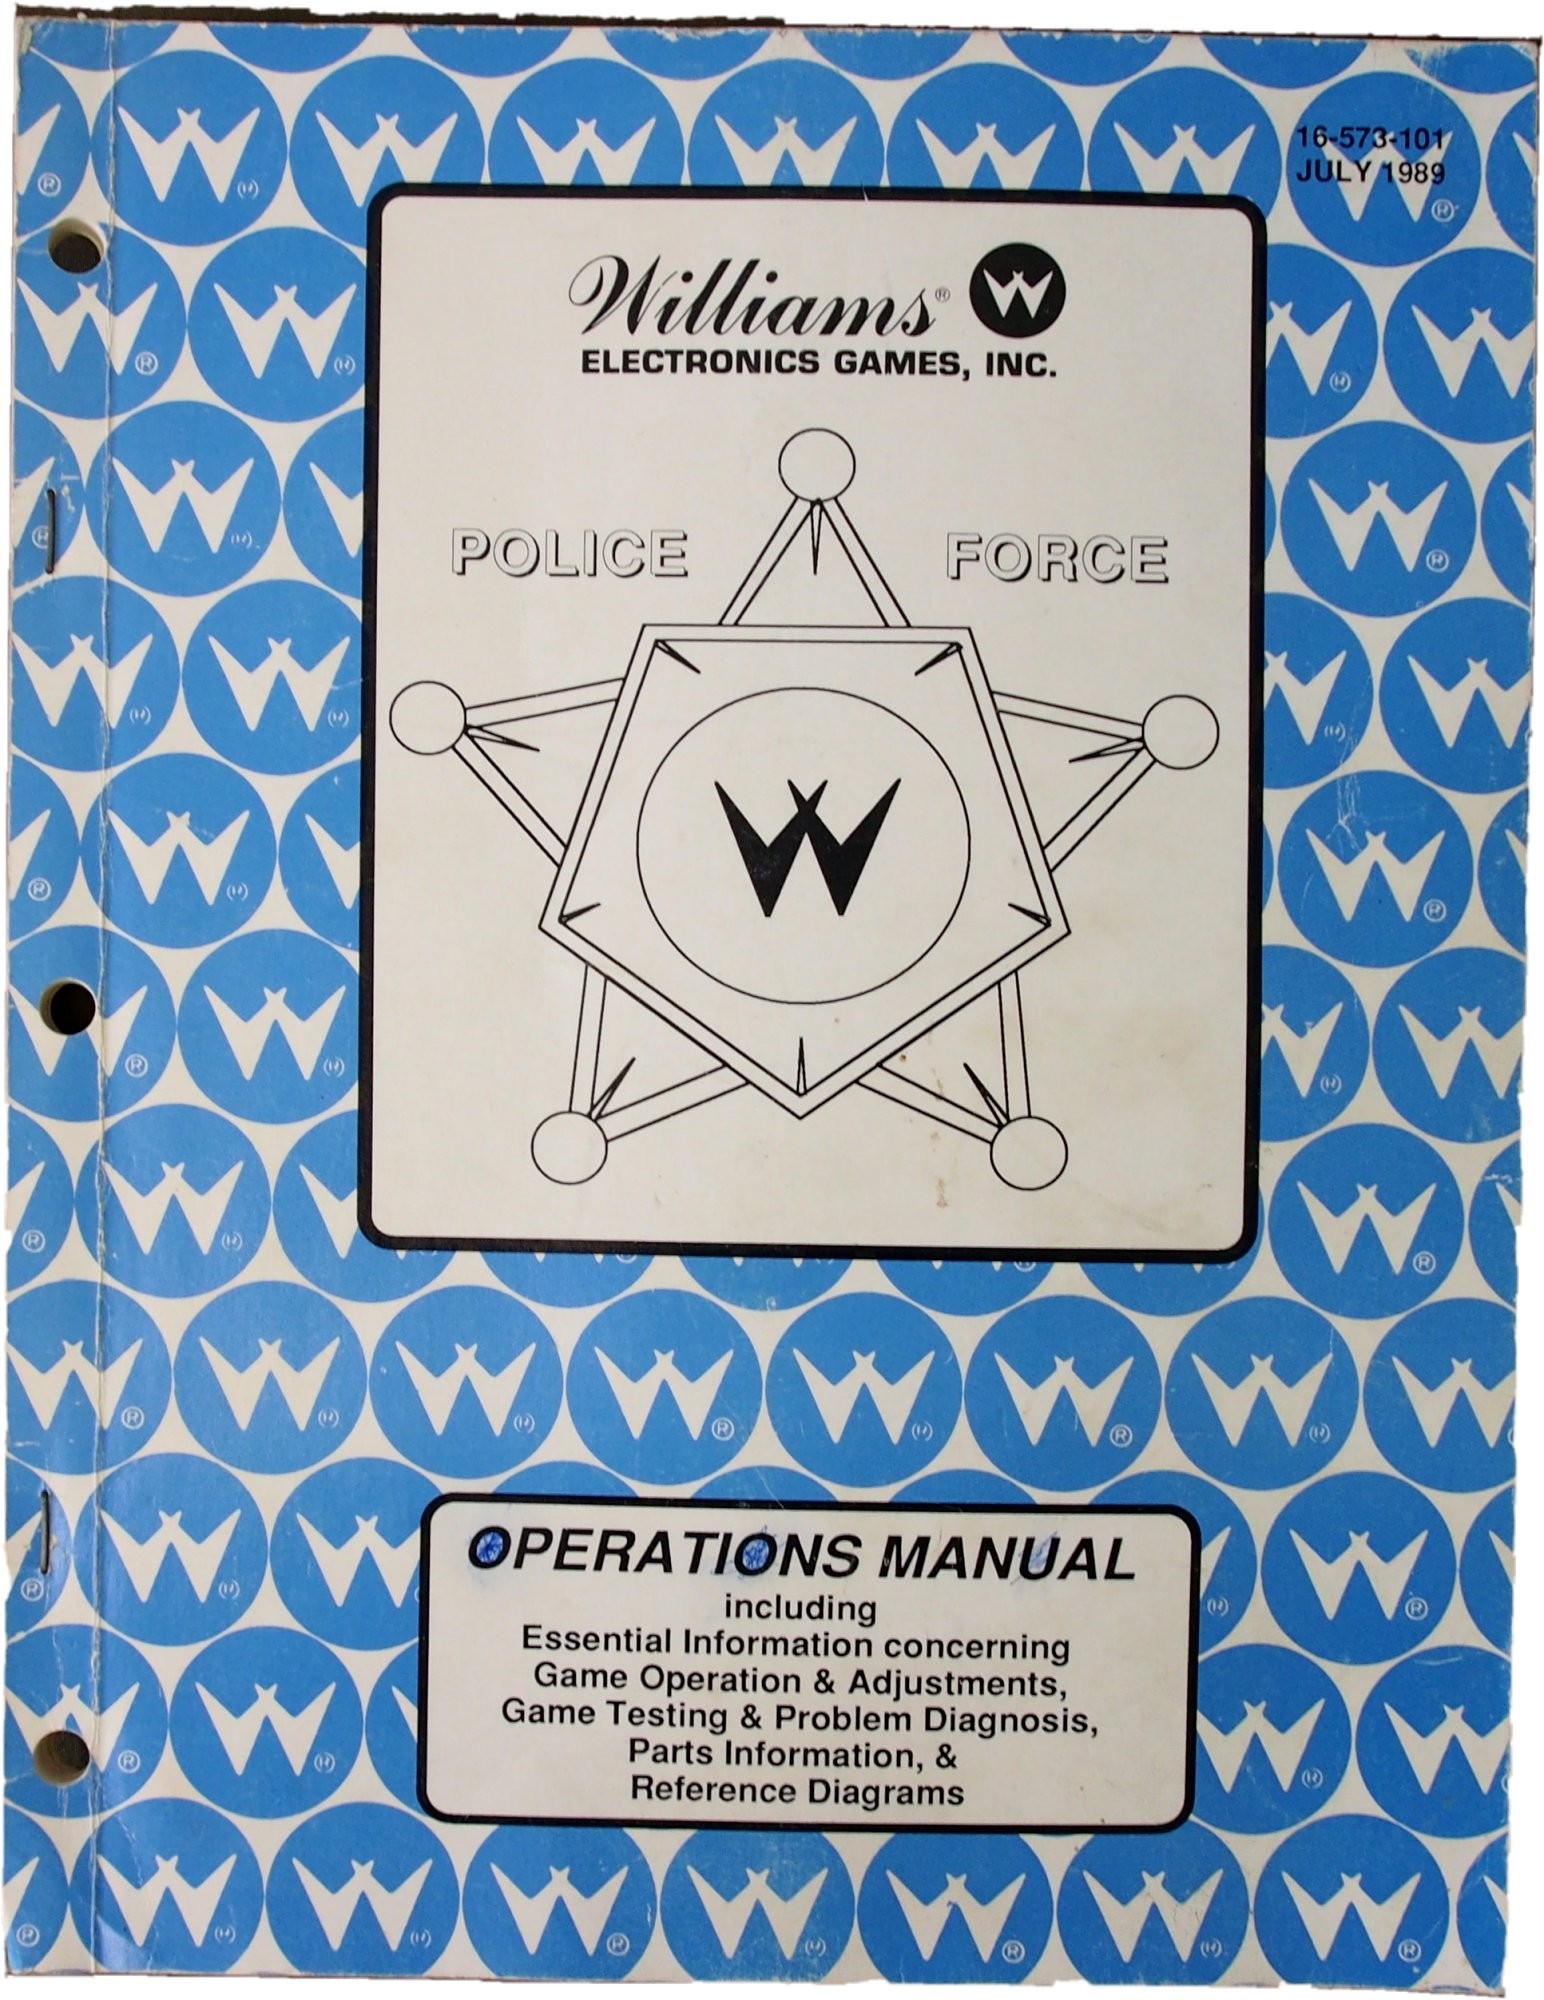 16-573-101
JULY 1989
Williams®
ELECTRONICS GAMES, INC.
POLICE FORCE
OPERATIONS MANUAL
including
Essential Information concerning
Game Operation & Adjustments,
Game Testing & Problem Diagnosis,
Parts Information, &
Reference Diagrams